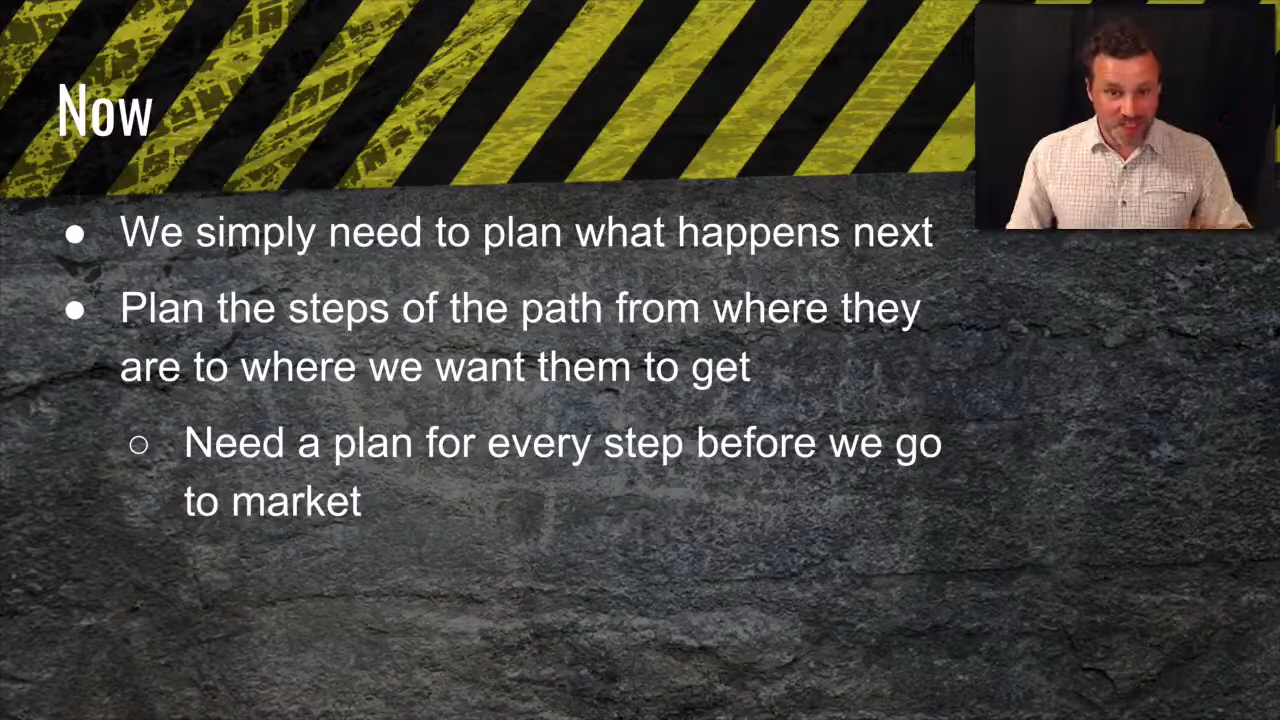 Now
● We simply need to plan what happens next
● Plan the steps of the path from where they
are to where we want them to get
○ Need a plan for every step before we go
to market